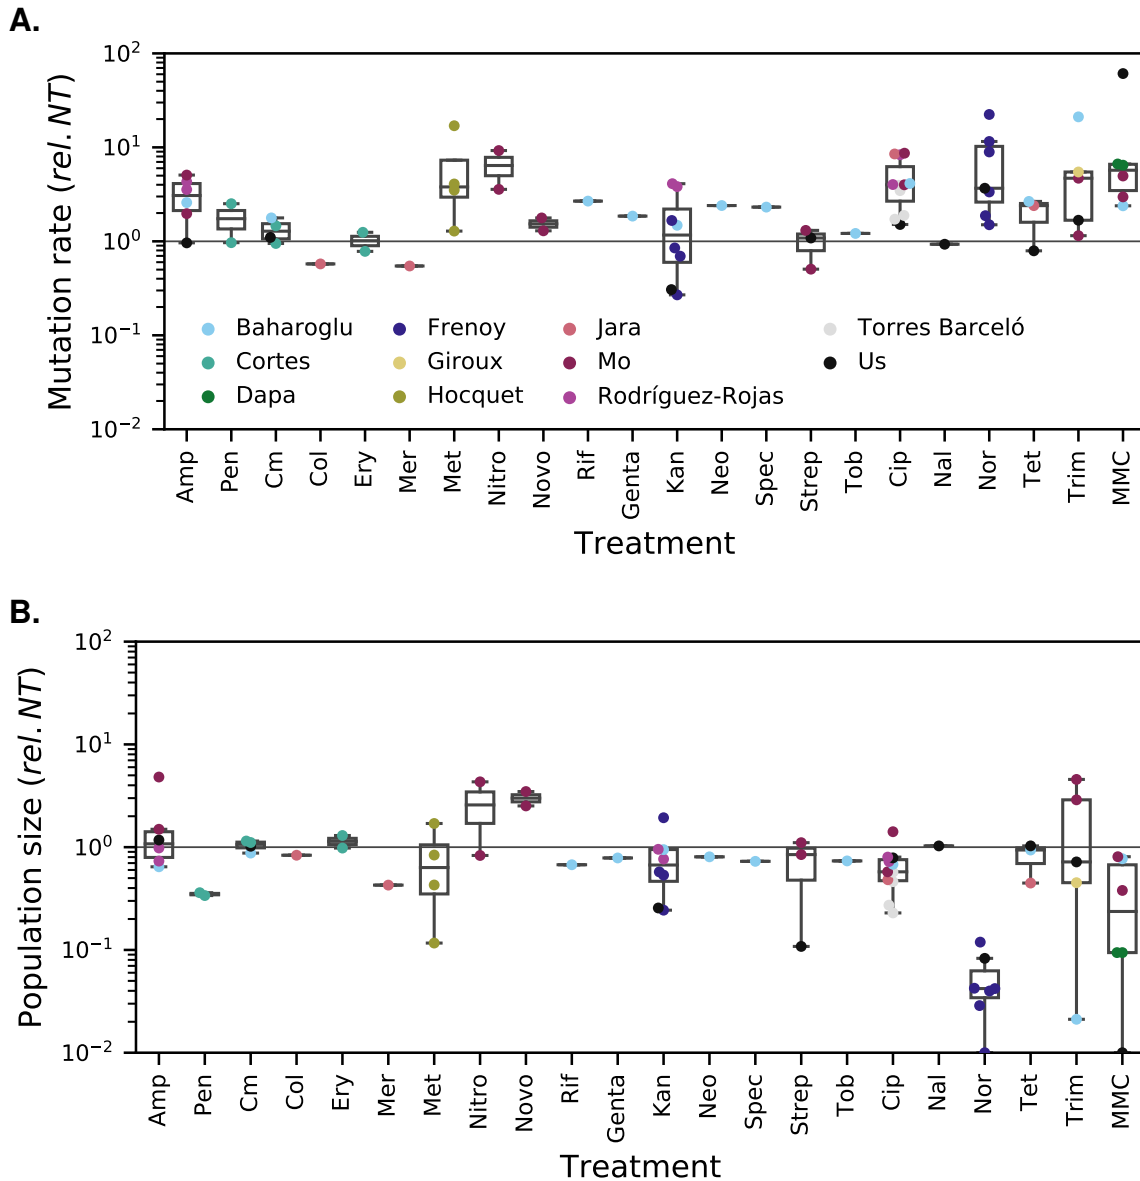 A.
Mutation rate (rel. NT)
10²
10¹
10⁰
10⁻¹
10⁻²
Baharoglu Frenoy Jara Torres Barceló
Cortes Giroux Mo Us
Dapa Hocquet Rodríguez-Rojas
Amp Pen Cm Col Ery Mer Met Nitro Novo Rif Genta Kan Neo Spec Strep Tob Cip Nal Nor Tet Trim MMC
Treatment
B.
Population size (rel. NT)
10²
10¹
10⁰
10⁻¹
10⁻²
Amp Pen Cm Col Ery Mer Met Nitro Novo Rif Genta Kan Neo Spec Strep Tob Cip Nal Nor Tet Trim MMC
Treatment